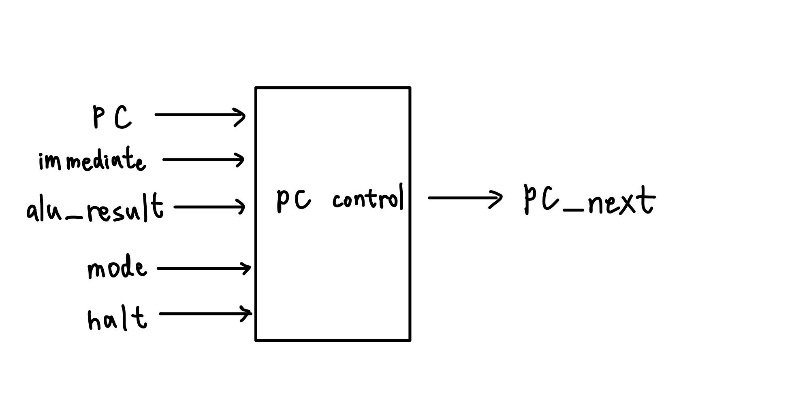 PC
immediate
alu_result
mode
halt
PC control
PC_next